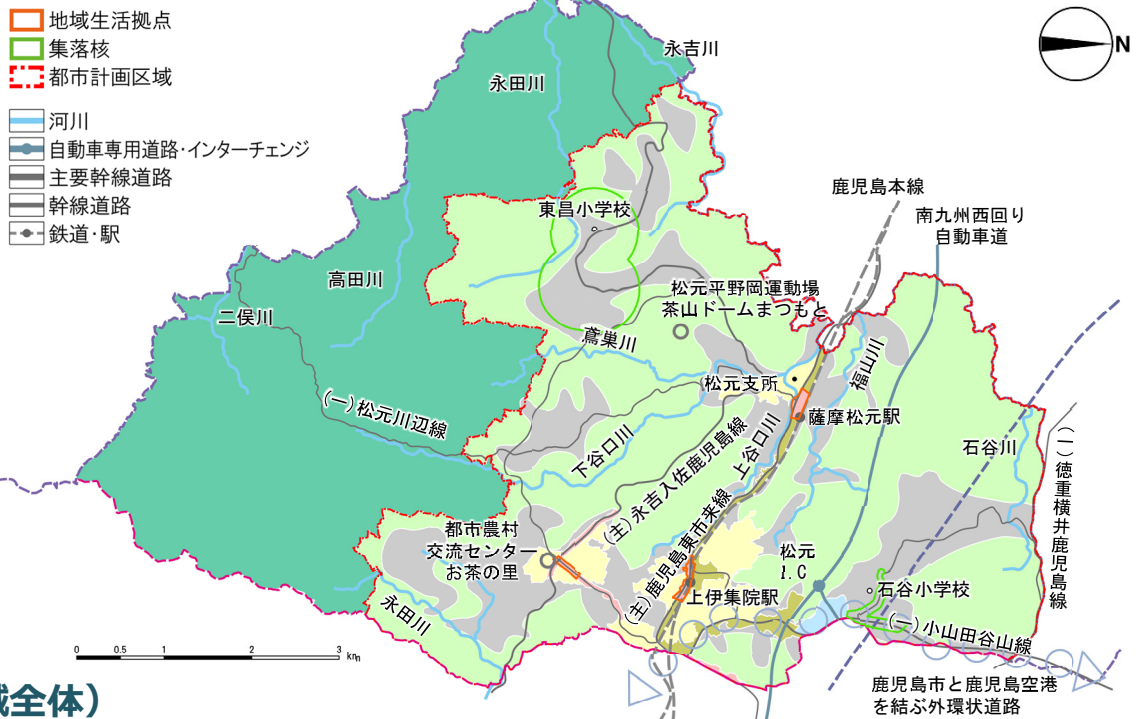 地域生活拠点
集落核
都市計画区域
河川
自動車専用道路・インターチェンジ
主要幹線道路
幹線道路
鉄道・駅
N
永吉川
永田川
東昌小学校
鹿児島本線
南九州西回り
自動車道
高田川
二俣川
松元平野岡運動場
茶山ドームまつもと
鳶巣川
松元支所
福山川
薩摩松元駅
(一)松元川辺線
下谷口川
(主)永吉入佐鹿児島線
上谷口川
石谷川
(一)徳重横井鹿児島線
都市農村
交流センター
お茶の里
(主)鹿児島東市来線
松元
I.C
上伊集院駅
石谷小学校
(一)小山田谷山線
永田川
0 0.5 1 2 3 km
鹿児島市と鹿児島空港
を結ぶ外環状道路
域全体）